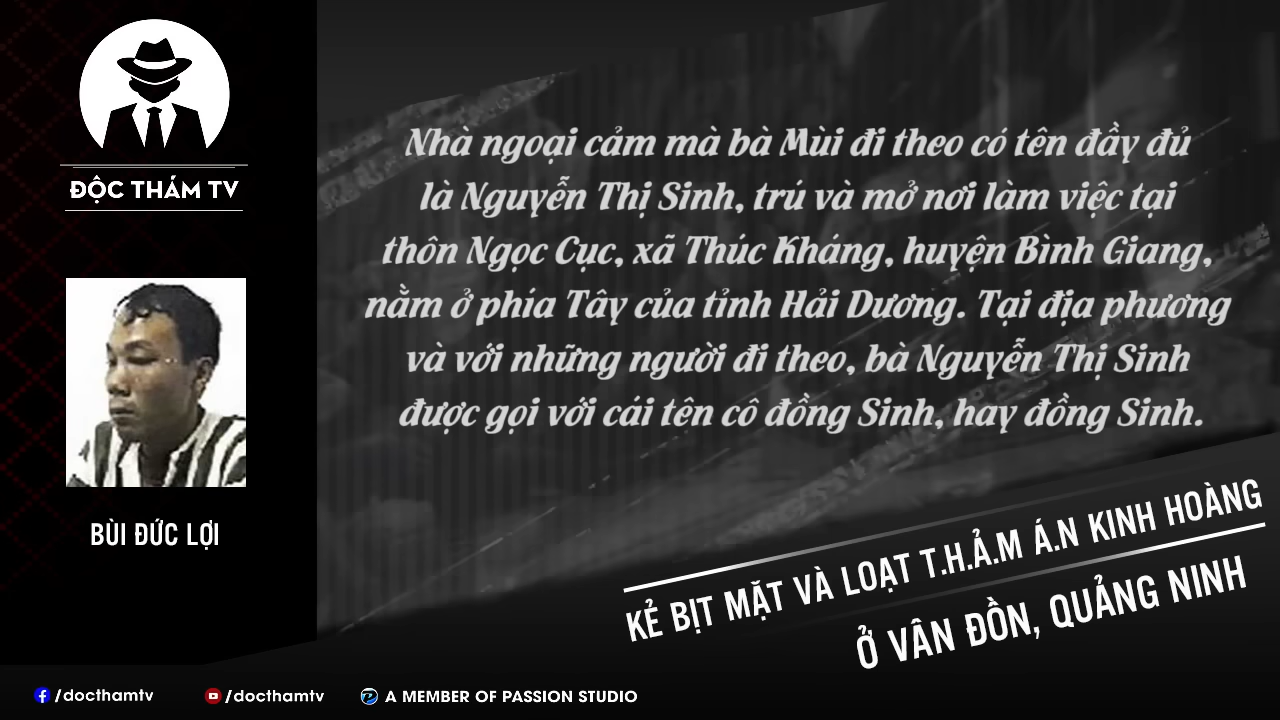 ĐỘC THÁM TV
BÙI ĐỨC LỢI
Nhà ngoại cảm mà bà Mùi đi theo có tên đầy đủ
là Nguyễn Thị Sinh, trú và mở nơi làm việc tại
thôn Ngọc Cục, xã Thúc Kháng, huyện Bình Giang,
nằm ở phía Tây của tỉnh Hải Dương. Tại địa phương
và với những người đi theo, bà Nguyễn Thị Sinh
được gọi với cái tên cô đồng Sinh, hay đồng Sinh.
KẺ BỊT MẶT VÀ LOẠT T.H.Ả.M Á.N KINH HOÀNG
Ở VÂN ĐỒN, QUẢNG NINH
/docthamtv
/docthamtv
A MEMBER OF PASSION STUDIO